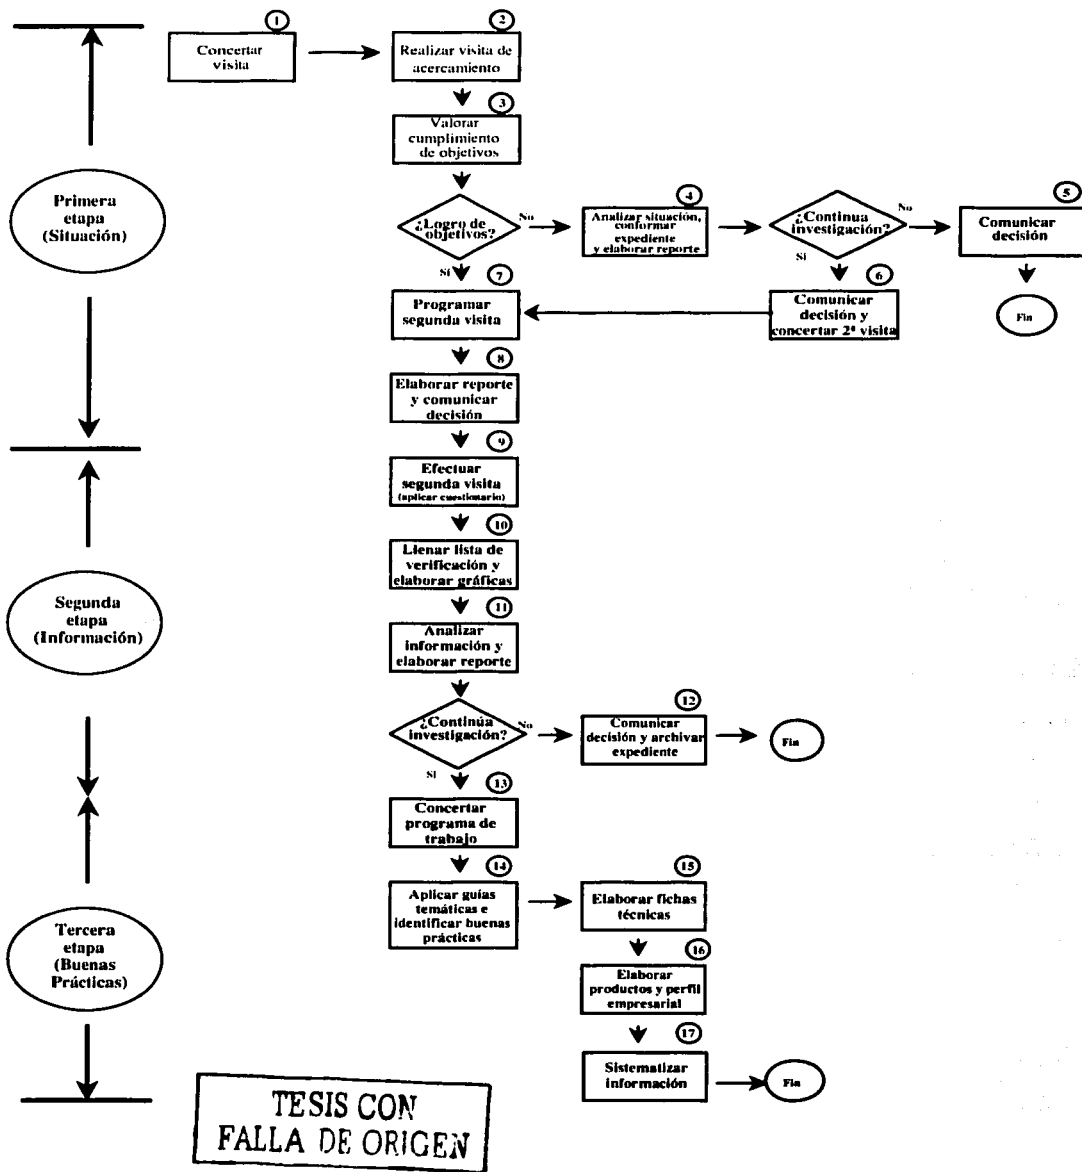 1
Concertar
visita
2
Realizar visita de
acercamiento
3
Valorar
cumplimiento
de objetivos
Primera
etapa
(Situación)
¿Logro de
objetivos?
No
Sí
4
Analizar situación,
conformar
expediente
y elaborar reporte
¿Continua
investigación?
No
Sí
5
Comunicar
decisión
Fin
6
Comunicar
decisión y
concertar 2ª visita
7
Programar
segunda visita
8
Elaborar reporte
y comunicar
decisión
9
Efectuar
segunda visita
(aplicar cuestionario)
10
Llenar lista de
verificación y
elaborar gráficas
Segunda
etapa
(Información)
11
Analizar
información y
elaborar reporte
¿Continúa
investigación?
No
Sí
12
Comunicar
decisión y archivar
expediente
Fin
13
Concertar
programa de
trabajo
14
Aplicar guías
temáticas e
identificar buenas
prácticas
15
Elaborar fichas
técnicas
Tercera
etapa
(Buenas
Prácticas)
16
Elaborar
productos y perfil
empresarial
17
Sistematizar
información
Fin
TESIS CON
FALLA DE ORIGEN